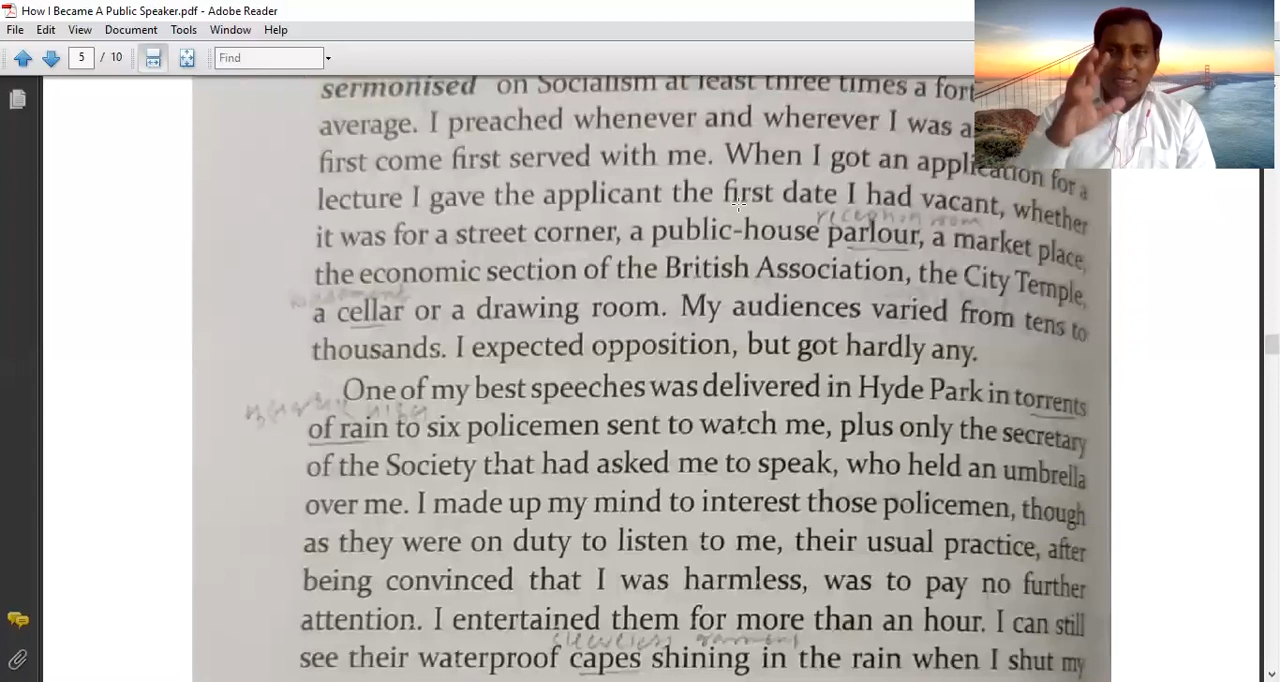 How I Became A Public Speaker.pdf - Adobe Reader
File Edit View Document Tools Window Help
5 / 10 Find
sermonised on Socialism at least three times a fort
average. I preached whenever and wherever I was a
first come first served with me. When I got an application for a
lecture I gave the applicant the first date I had vacant, whether
reception room
it was for a street corner, a public-house parlour, a market place,
the economic section of the British Association, the City Temple,
a cellar or a drawing room. My audiences varied from tens to
thousands. I expected opposition, but got hardly any.
One of my best speeches was delivered in Hyde Park in torrents
of rain to six policemen sent to watch me, plus only the secretary
of the Society that had asked me to speak, who held an umbrella
over me. I made up my mind to interest those policemen, though
as they were on duty to listen to me, their usual practice, after
being convinced that I was harmless, was to pay no further
attention. I entertained them for more than an hour. I can still
sleeveless garment
see their waterproof capes shining in the rain when I shut my